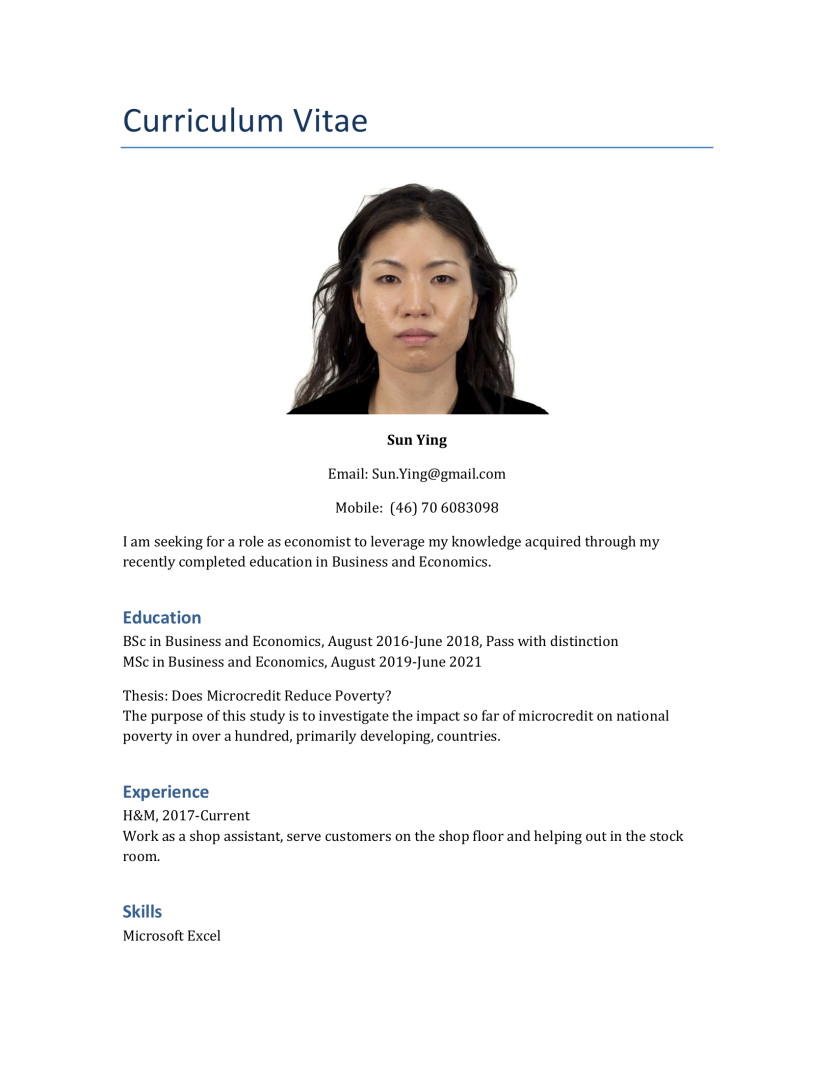 Curriculum Vitae
Sun Ying
Email: Sun.Ying@gmail.com
Mobile:  (46) 70 6083098
I am seeking for a role as economist to leverage my knowledge acquired through my
recently completed education in Business and Economics.
Education
BSc in Business and Economics, August 2016-June 2018, Pass with distinction
MSc in Business and Economics, August 2019-June 2021
Thesis: Does Microcredit Reduce Poverty?
The purpose of this study is to investigate the impact so far of microcredit on national
poverty in over a hundred, primarily developing, countries.
Experience
H&M, 2017-Current
Work as a shop assistant, serve customers on the shop floor and helping out in the stock
room.
Skills
Microsoft Excel